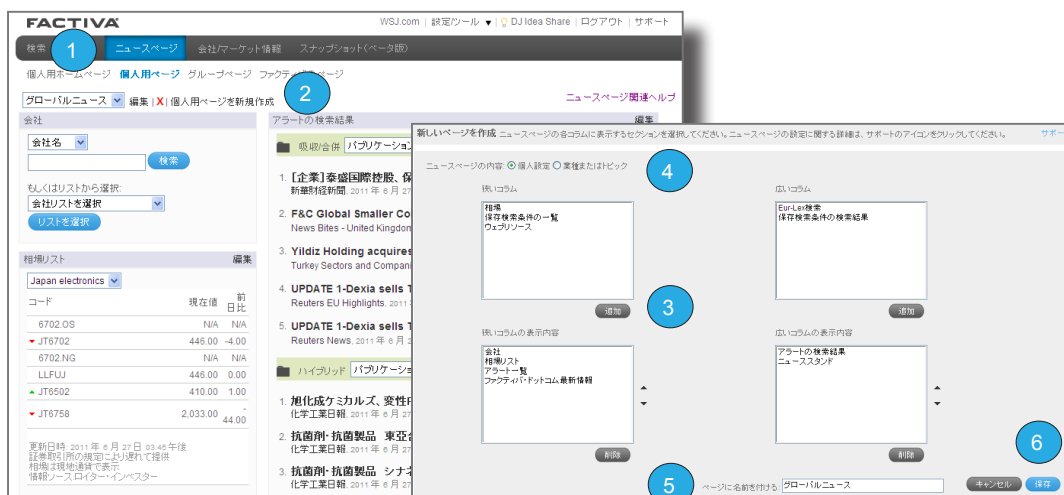 FACTIVA
WSJ.com | 設定/ツール ▼ | DJ Idea Share | ログアウト | サポート
検索 1 ニュースページ 会社/マーケット情報 スナップショット(ベータ版)
個人用ホームページ 個人用ページ グループページ
グローバルニュース 編集 | X | 個人用ページを新規作成 2 ニュースページ関連ヘルプ
会社
会社名
検索
もしくはリストから選択:
会社リストを選択
リストを選択
相場リスト 編集
Japan electronics
コード 現在値 前日比
6702.OS N/A N/A
JT6702 446.00 -4.00
6702.NG N/A N/A
LLFUJ 446.00 0.00
JT6502 410.00 1.00
JT6758 2,033.00 -44.00
更新日時: 2011 年 6 月 27 日 03:45 午後
証券取引所の規定により遅れて提供
相場は現地通貨で表示
情報ソース:ロイター・インベスター
アラートの検索結果 編集
吸収/合併 パブリケーション
1. [企業]泰盛国際控股、保
新華財経新聞, 2011 年 6 月 27
2. F&C Global Smaller Co
News Bites - United Kingdom
3. Yildiz Holding acquires
Turkey Sectors and Compani
4. UPDATE 1-Dexia sells T
Reuters EU Highlights, 2011
5. UPDATE 1-Dexia sells T
Reuters News, 2011 年 6 月 2
ハイブリッド パブリケーショ
1. 旭化成ケミカルズ、変性P
化学工業日報, 2011 年 6 月 27
2. 抗菌剤・抗菌製品 東亞合
化学工業日報, 2011 年 6 月 27
3. 抗菌剤・抗菌製品 シナネ
化学工業日報, 2011 年 6 月 27
新しいページを作成 ニュースページの各コラムに表示するセクションを選択してください。ニュースページの設定に関する詳細は、サポートのアイコンをクリックしてください。 サポー
ニュースページの内容: 個人設定 業種またはトピック 4
狭いコラム 広いコラム
相場
保存検索条件の一覧
ウェブリソース
Eur-Lex検索
保存検索条件の検索結果
追加 3 追加
狭いコラムの表示内容 広いコラムの表示内容
会社
相場リスト
アラート一覧
ファクティバ・ドットコム最新情報
アラートの検索結果
ニューススタンド
削除 削除
5 ページに名前を付ける: グローバルニュース キャンセル 保存 6